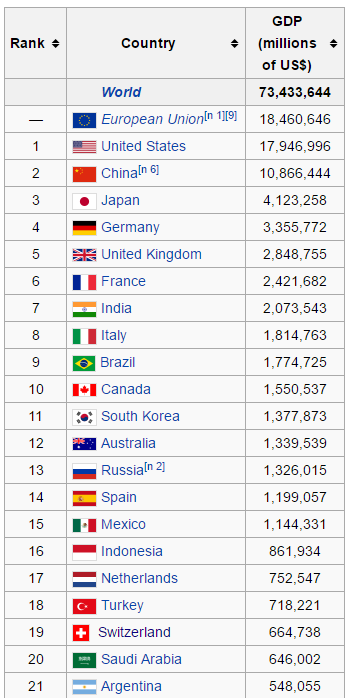 Rank Country GDP
(millions
of US$)
World 73,433,644
— European Union[n 1][9] 18,460,646
1 United States 17,946,996
2 China[n 6] 10,866,444
3 Japan 4,123,258
4 Germany 3,355,772
5 United Kingdom 2,848,755
6 France 2,421,682
7 India 2,073,543
8 Italy 1,814,763
9 Brazil 1,774,725
10 Canada 1,550,537
11 South Korea 1,377,873
12 Australia 1,339,539
13 Russia[n 2] 1,326,015
14 Spain 1,199,057
15 Mexico 1,144,331
16 Indonesia 861,934
17 Netherlands 752,547
18 Turkey 718,221
19 Switzerland 664,738
20 Saudi Arabia 646,002
21 Argentina 548,055